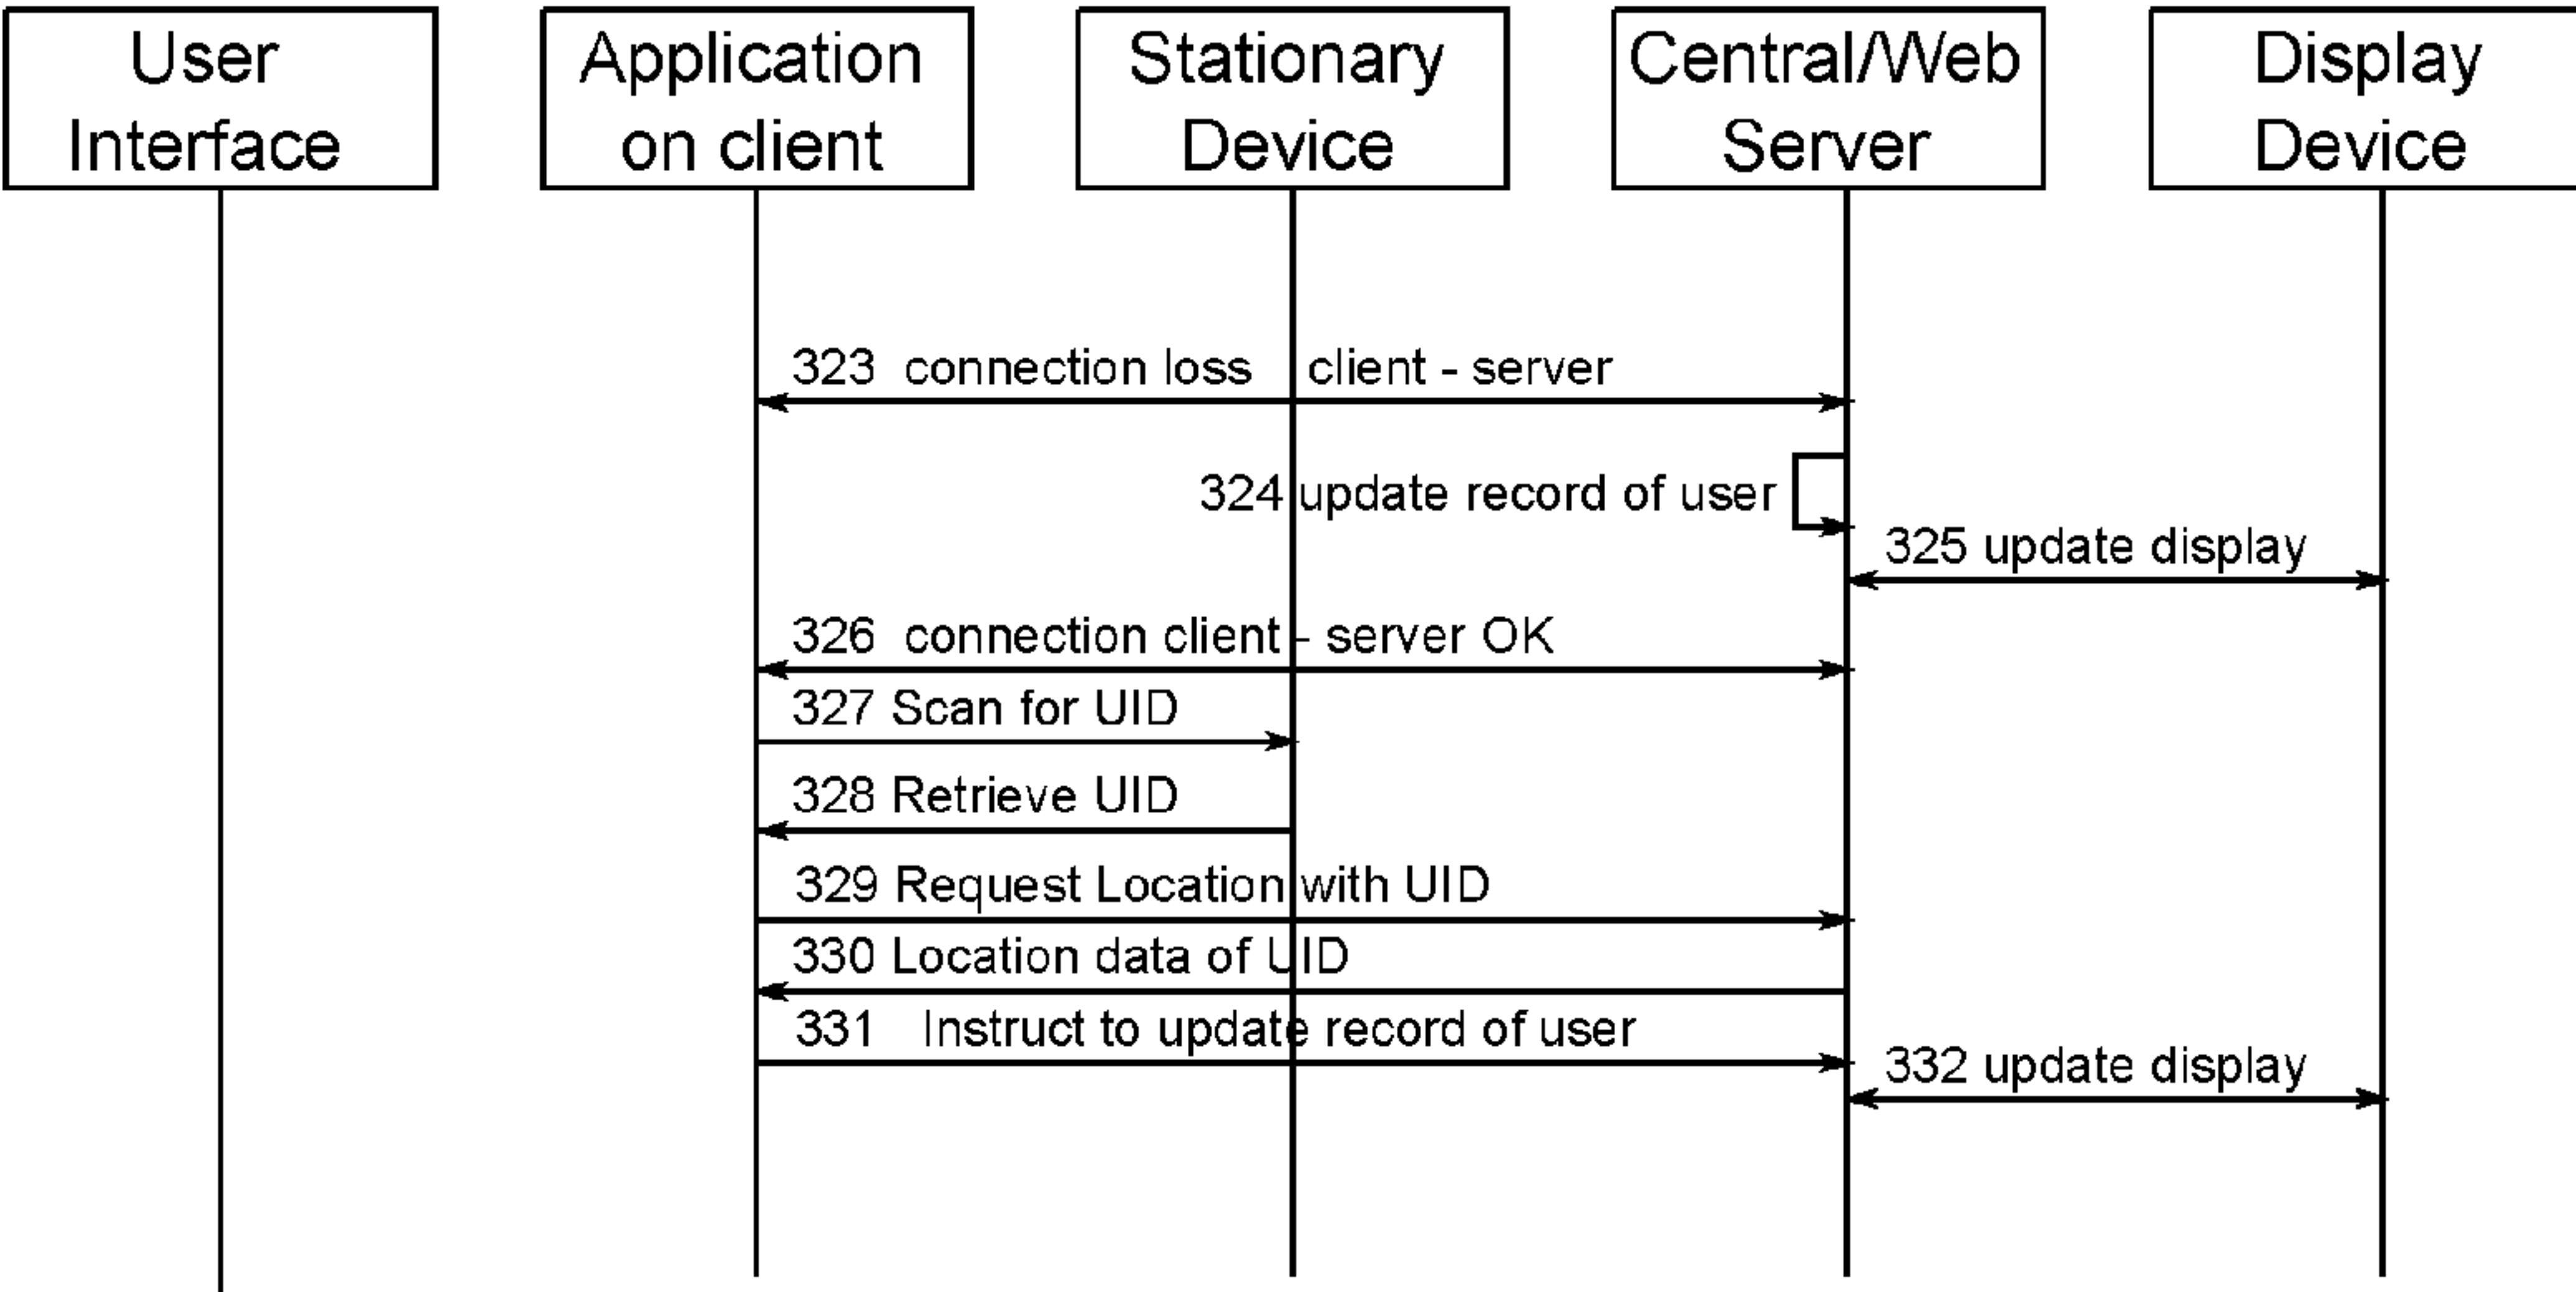 User
Interface
Application
on client
Stationary
Device
Central/Web
Server
Display
Device
323 connection loss client - server
324 update record of user
325 update display
326 connection client - server OK
327 Scan for UID
328 Retrieve UID
329 Request Location with UID
330 Location data of UID
331 Instruct to update record of user
332 update display